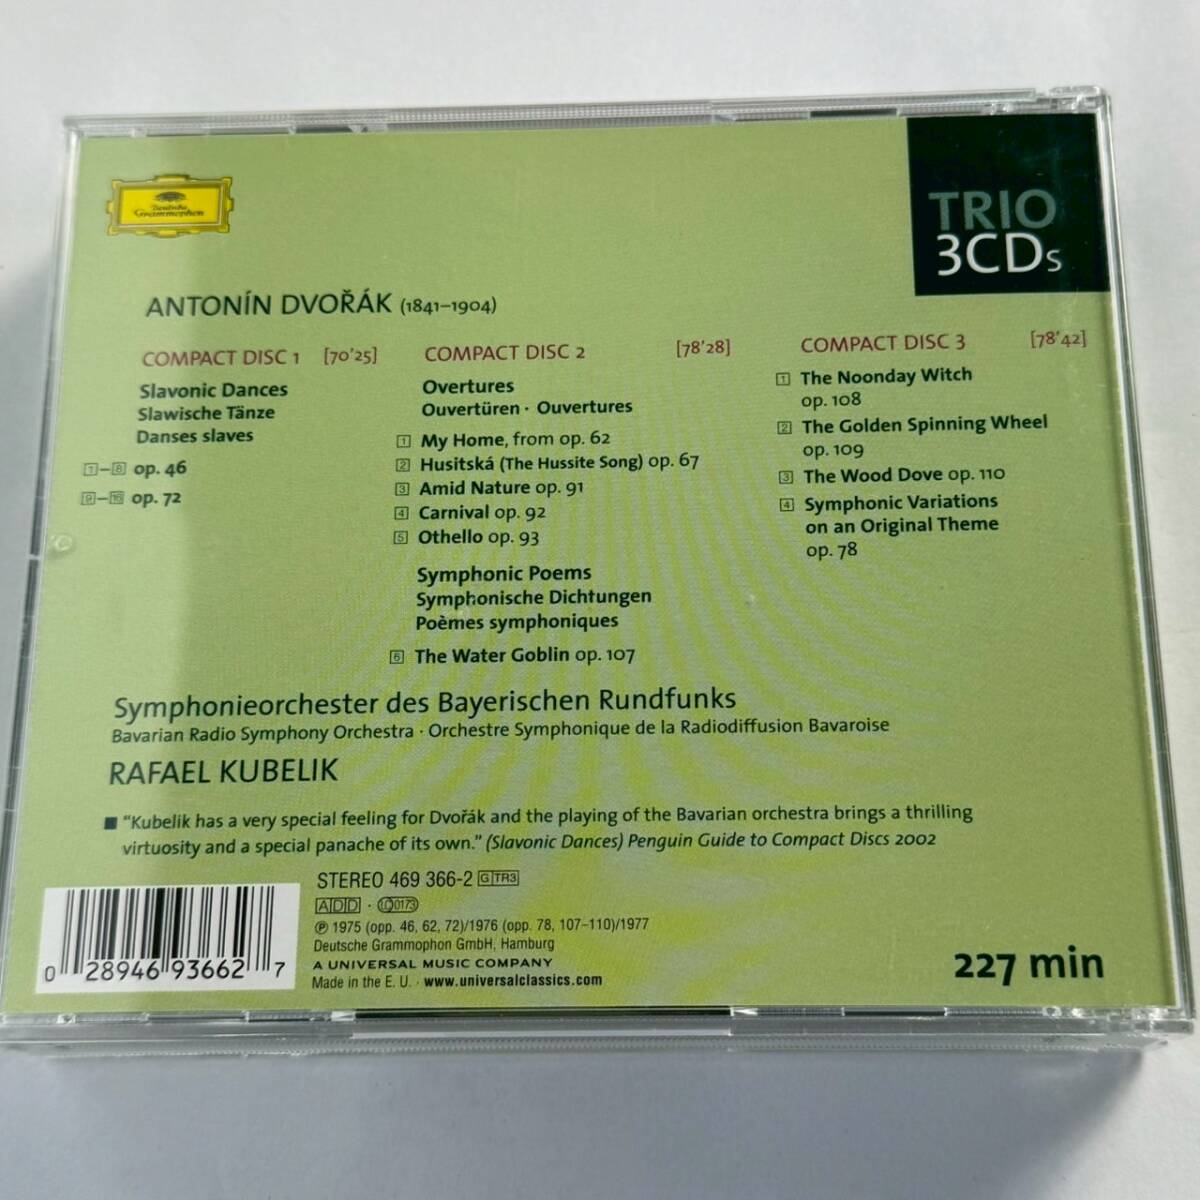 Deutsche
Grammophon
TRIO
3CDs
ANTONÍN DVOŘÁK (1841–1904)
COMPACT DISC 1 [70'25]
Slavonic Dances
Slawische Tänze
Danses slaves
1–8 op. 46
9–16 op. 72
COMPACT DISC 2 [78'28]
Overtures
Ouvertüren · Ouvertures
1 My Home, from op. 62
2 Husitská (The Hussite Song) op. 67
3 Amid Nature op. 91
4 Carnival op. 92
5 Othello op. 93
Symphonic Poems
Symphonische Dichtungen
Poèmes symphoniques
6 The Water Goblin op. 107
COMPACT DISC 3 [78'42]
1 The Noonday Witch
op. 108
2 The Golden Spinning Wheel
op. 109
3 The Wood Dove op. 110
4 Symphonic Variations
on an Original Theme
op. 78
Symphonieorchester des Bayerischen Rundfunks
Bavarian Radio Symphony Orchestra · Orchestre Symphonique de la Radiodiffusion Bavaroise
RAFAEL KUBELIK
■ "Kubelik has a very special feeling for Dvořák and the playing of the Bavarian orchestra brings a thrilling
virtuosity and a special panache of its own." (Slavonic Dances) Penguin Guide to Compact Discs 2002
0 28946 93662 7
STEREO 469 366-2 G TR3
ADD · LC 0173
℗ 1975 (opp. 46, 62, 72)/1976 (opp. 78, 107–110)/1977
Deutsche Grammophon GmbH, Hamburg
A UNIVERSAL MUSIC COMPANY
Made in the E. U. · www.universalclassics.com
227 min